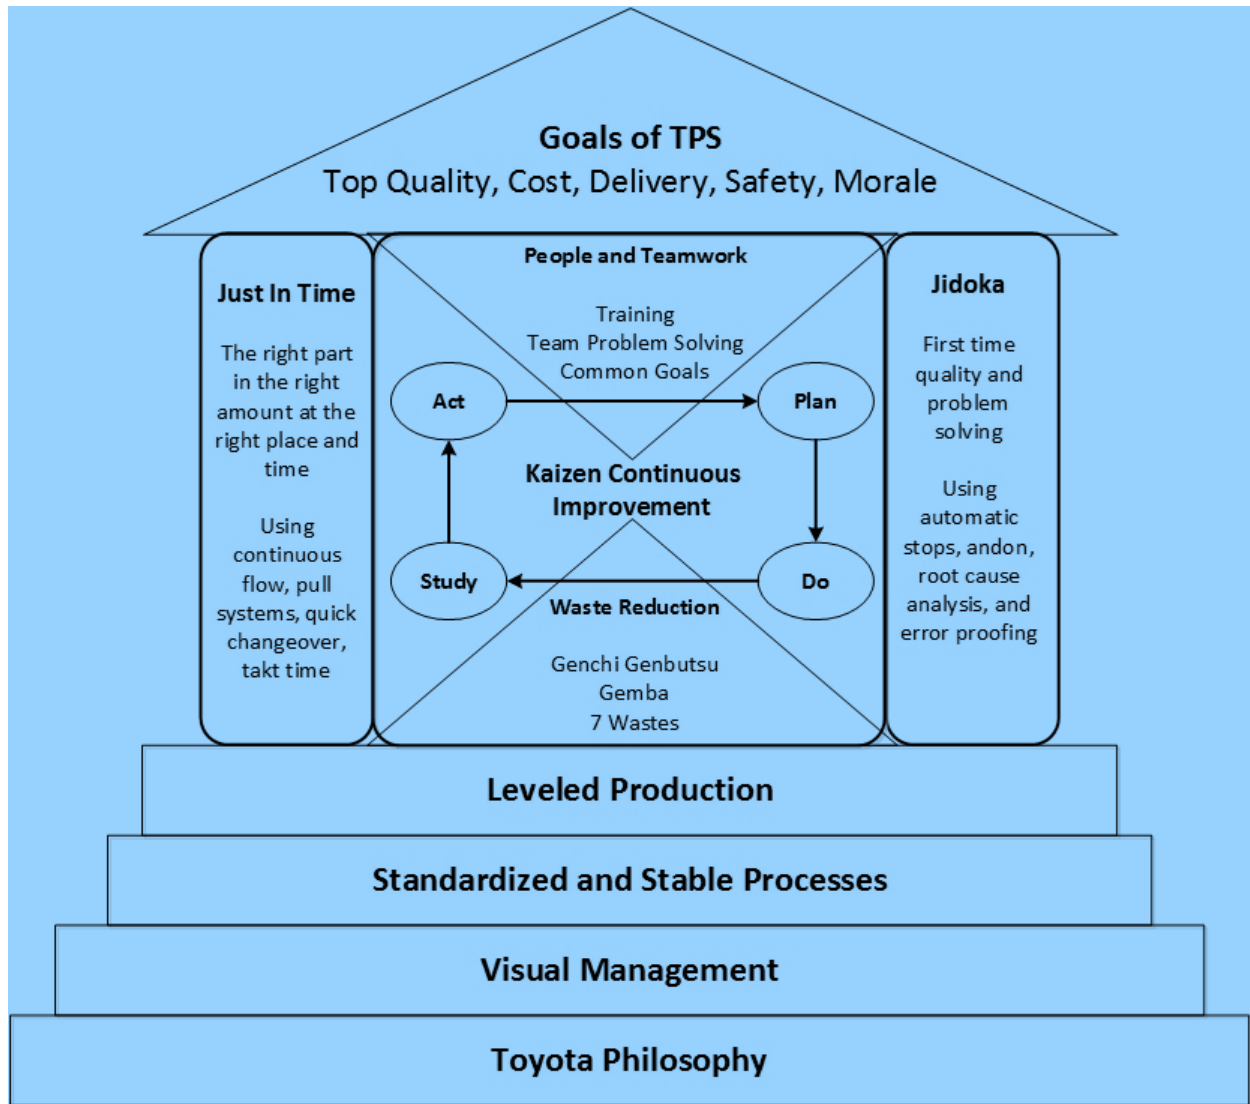 Goals of TPS
Top Quality, Cost, Delivery, Safety, Morale
Just In Time
The right part
in the right
amount at the
right place and
time
Using
continuous
flow, pull
systems, quick
changeover,
takt time
People and Teamwork
Training
Team Problem Solving
Common Goals
Act
Plan
Kaizen Continuous
Improvement
Study
Do
Waste Reduction
Genchi Genbutsu
Gemba
7 Wastes
Jidoka
First time
quality and
problem
solving
Using
automatic
stops, andon,
root cause
analysis, and
error proofing
Leveled Production
Standardized and Stable Processes
Visual Management
Toyota Philosophy